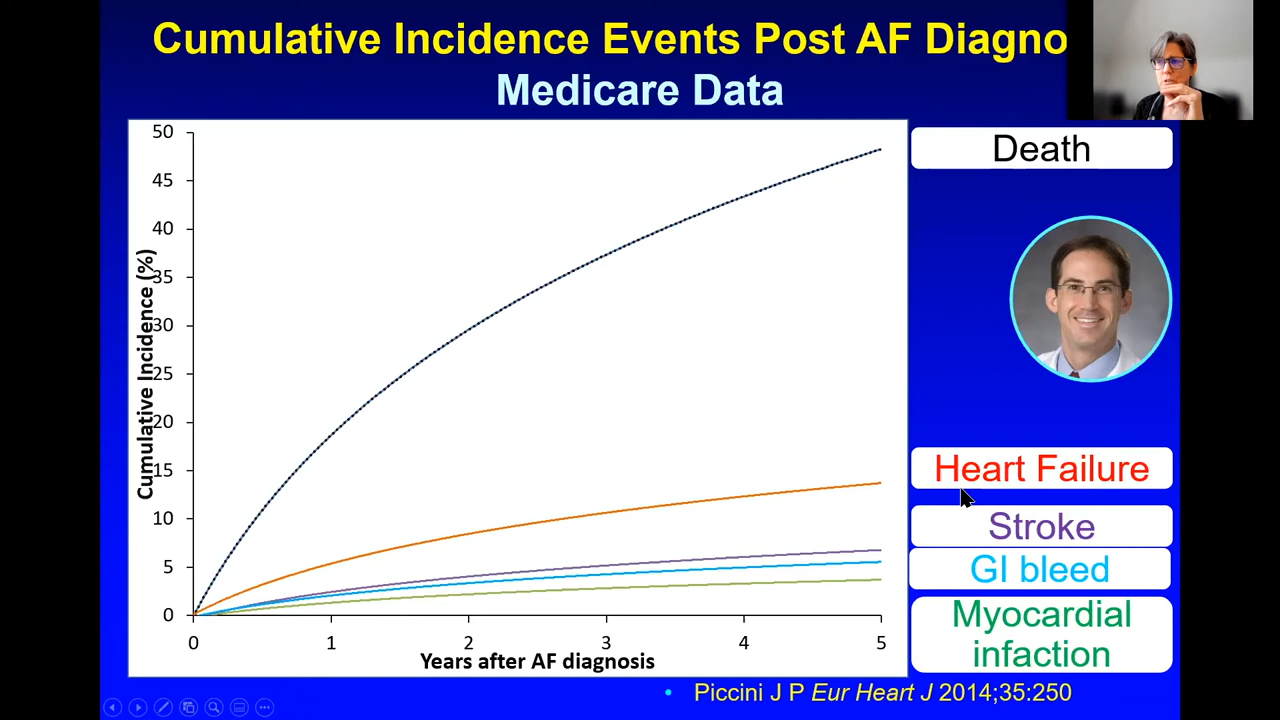 Cumulative Incidence Events Post AF Diagno
Medicare Data
Cumulative Incidence (%)
50
45
40
35
30
25
20
15
10
5
0
0 1 2 3 4 5
Years after AF diagnosis
Death
Heart Failure
Stroke
GI bleed
Myocardial
infaction
• Piccini J P Eur Heart J 2014;35:250